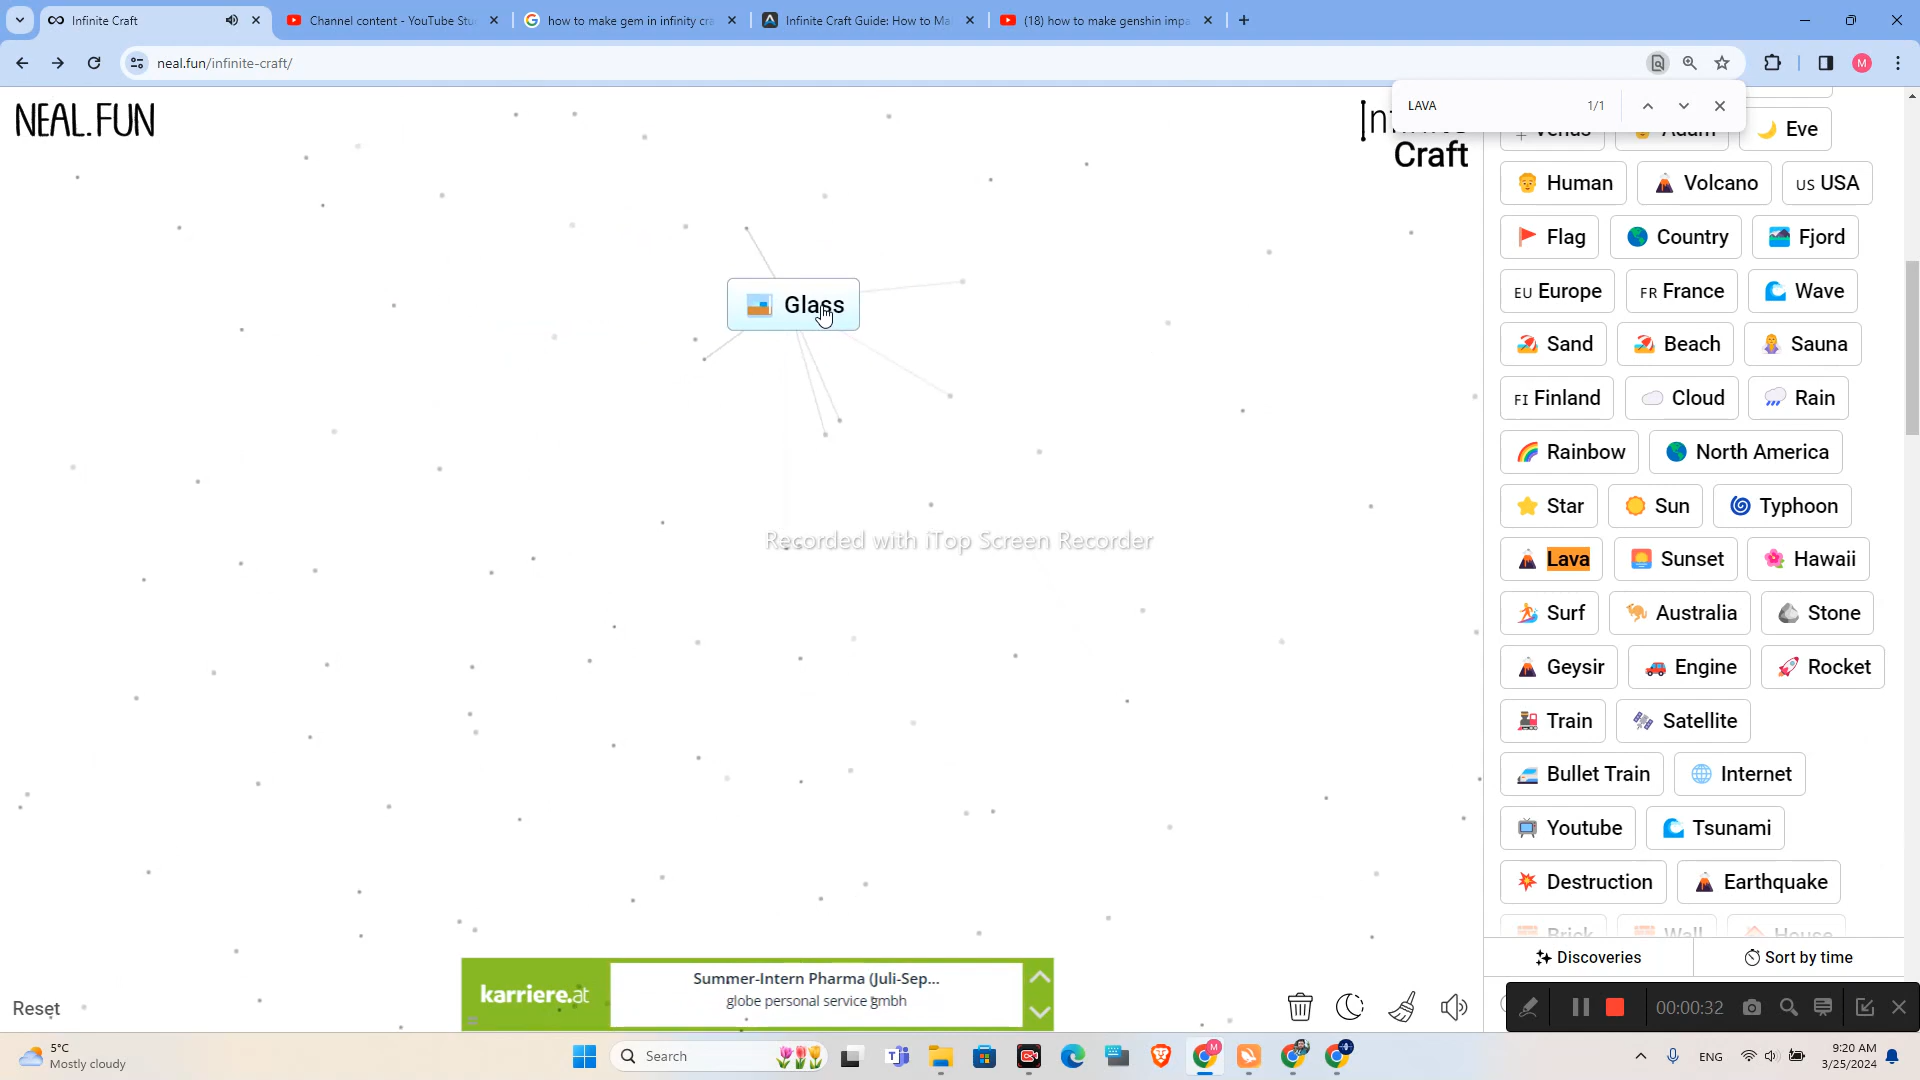 Infinite Craft
Channel content - YouTube Stu
how to make gem in infinity cra
Infinite Craft Guide: How to Ma
(18) how to make genshin impa
neal.fun/infinite-craft/
M
LAVA
1/1
NEAL.FUN
Infinite
Craft
Venus
Adam
Eve
Human
Volcano
US USA
Flag
Country
Fjord
EU Europe
FR France
Wave
Sand
Beach
Sauna
FI Finland
Cloud
Rain
Rainbow
North America
Star
Sun
Typhoon
Lava
Sunset
Hawaii
Surf
Australia
Stone
Geysir
Engine
Rocket
Train
Satellite
Bullet Train
Internet
Youtube
Tsunami
Destruction
Earthquake
Brick
Wall
House
Glass
Recorded with iTop Screen Recorder
Discoveries
Sort by time
karriere.at
Summer-Intern Pharma (Juli-Sep...
globe personal service gmbh
Reset
00:00:32
5°C
Mostly cloudy
Search
ENG
9:20 AM
3/25/2024